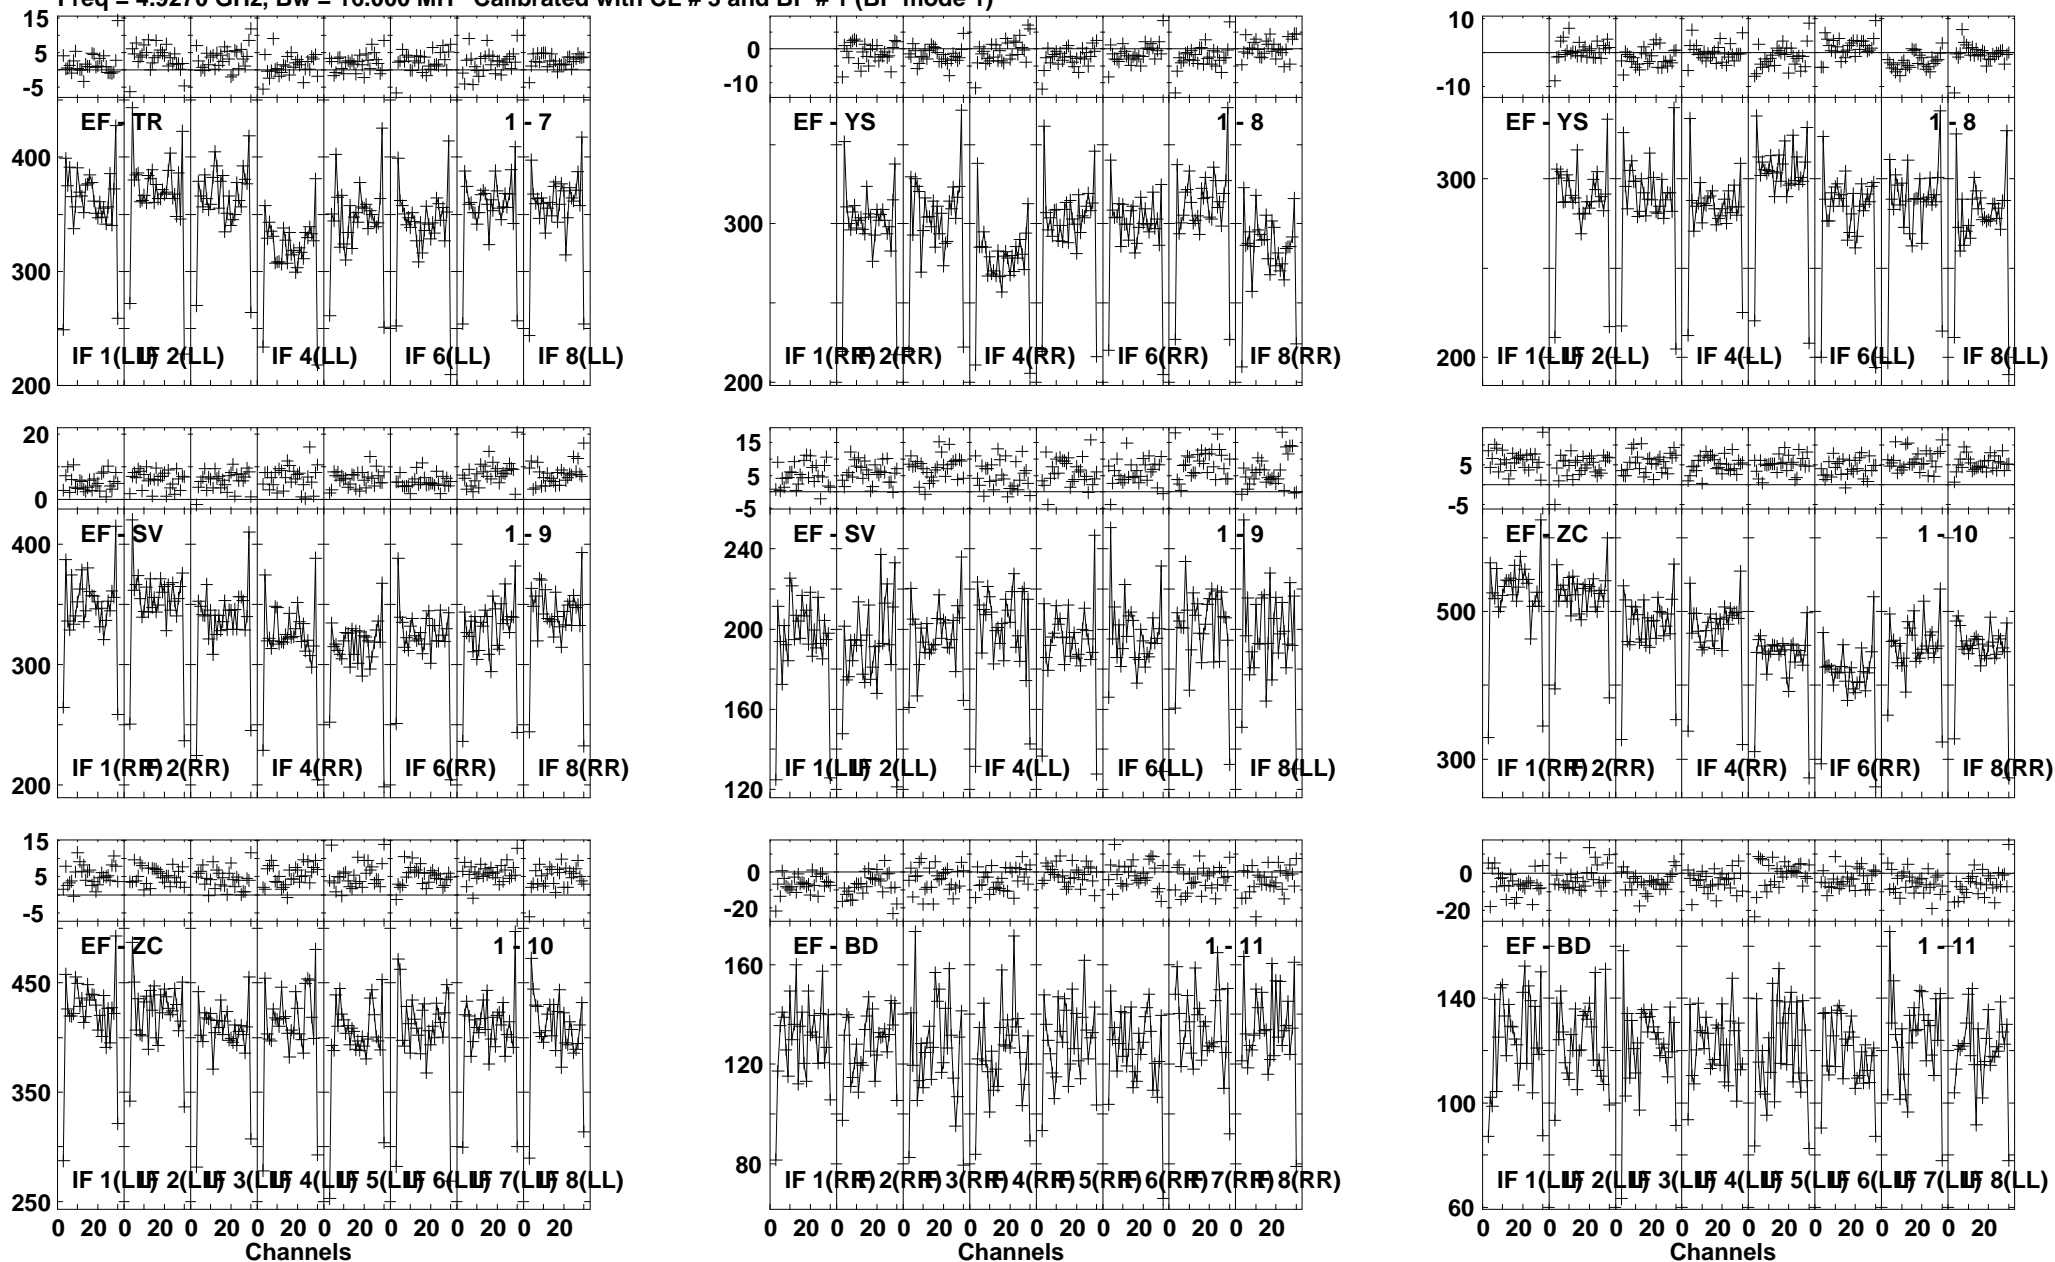 Freq = 4.9270 GHz, Bw = 16.000 MH Calibrated with CL # 3 and BP # 1 (BP mode 1)
15
5
-5
EF - TR
1 - 7
400
300
200
IF 1(LL)
IF 2(LL)
IF 4(LL)
IF 6(LL)
IF 8(LL)
0
-10
EF - YS
1 - 8
300
200
IF 1(RR)
IF 2(RR)
IF 4(RR)
IF 6(RR)
IF 8(RR)
10
0
-10
EF - YS
1 - 8
300
200
IF 1(LL)
IF 2(LL)
IF 4(LL)
IF 6(LL)
IF 8(LL)
20
0
EF - SV
1 - 9
400
300
200
IF 1(RR)
IF 2(RR)
IF 4(RR)
IF 6(RR)
IF 8(RR)
15
5
-5
EF - SV
1 - 9
240
200
160
120
IF 1(LL)
IF 2(LL)
IF 4(LL)
IF 6(LL)
IF 8(LL)
5
-5
EF - ZC
1 - 10
500
300
IF 1(RR)
IF 2(RR)
IF 4(RR)
IF 6(RR)
IF 8(RR)
15
5
-5
EF - ZC
1 - 10
450
350
250
IF 1(LL)
IF 2(LL)
IF 3(LL)
IF 4(LL)
IF 5(LL)
IF 6(LL)
IF 7(LL)
IF 8(LL)
0 20 0 20 0 20 0 20 0 20 0 20 0 20 0 20
Channels
0
-20
EF - BD
1 - 11
160
120
80
IF 1(RR)
IF 2(RR)
IF 3(RR)
IF 4(RR)
IF 5(RR)
IF 6(RR)
IF 7(RR)
IF 8(RR)
0 20 0 20 0 20 0 20 0 20 0 20 0 20 0 20
Channels
0
-20
EF - BD
1 - 11
140
100
60
IF 1(LL)
IF 2(LL)
IF 3(LL)
IF 4(LL)
IF 5(LL)
IF 6(LL)
IF 7(LL)
IF 8(LL)
0 20 0 20 0 20 0 20 0 20 0 20 0 20 0 20
Channels